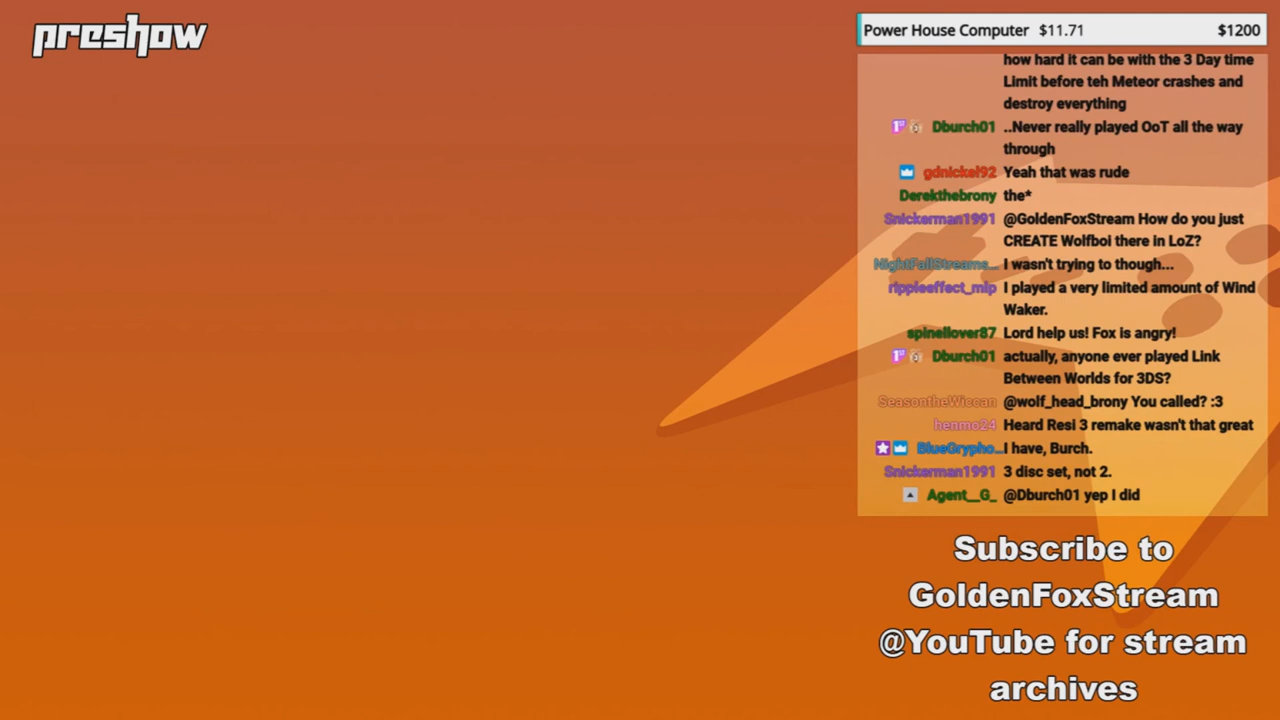 preshow
Power House Computer $11.71 $1200
how hard it can be with the 3 Day time
Limit before teh Meteor crashes and
destroy everything
Dburch01 ..Never really played OoT all the way
through
gdnickel92 Yeah that was rude
Derekthebrony the*
Snickerman1991 @GoldenFoxStream How do you just
CREATE Wolfboi there in LoZ?
NightFallStreams... I wasn't trying to though...
rippleeffect_mlp I played a very limited amount of Wind
Waker.
spinellover87 Lord help us! Fox is angry!
Dburch01 actually, anyone ever played Link
Between Worlds for 3DS?
SeasontheWiccan @wolf_head_brony You called? :3
henmo24 Heard Resi 3 remake wasn't that great
BlueGrypho... I have, Burch.
Snickerman1991 3 disc set, not 2.
Agent__G_ @Dburch01 yep I did
Subscribe to
GoldenFoxStream
@YouTube for stream
archives